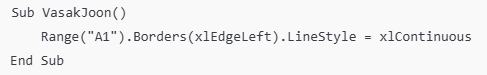 Sub VasakJoon()
    Range("A1").Borders(xlEdgeLeft).LineStyle = xlContinuous
End Sub